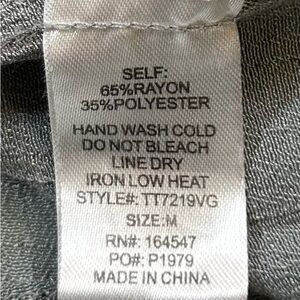 SELF:
65%RAYON
35%POLYESTER
HAND WASH COLD
DO NOT BLEACH
LINE DRY
IRON LOW HEAT
STYLE#: TT7219VG
SIZE:M
RN#: 164547
PO#: P1979
MADE IN CHINA